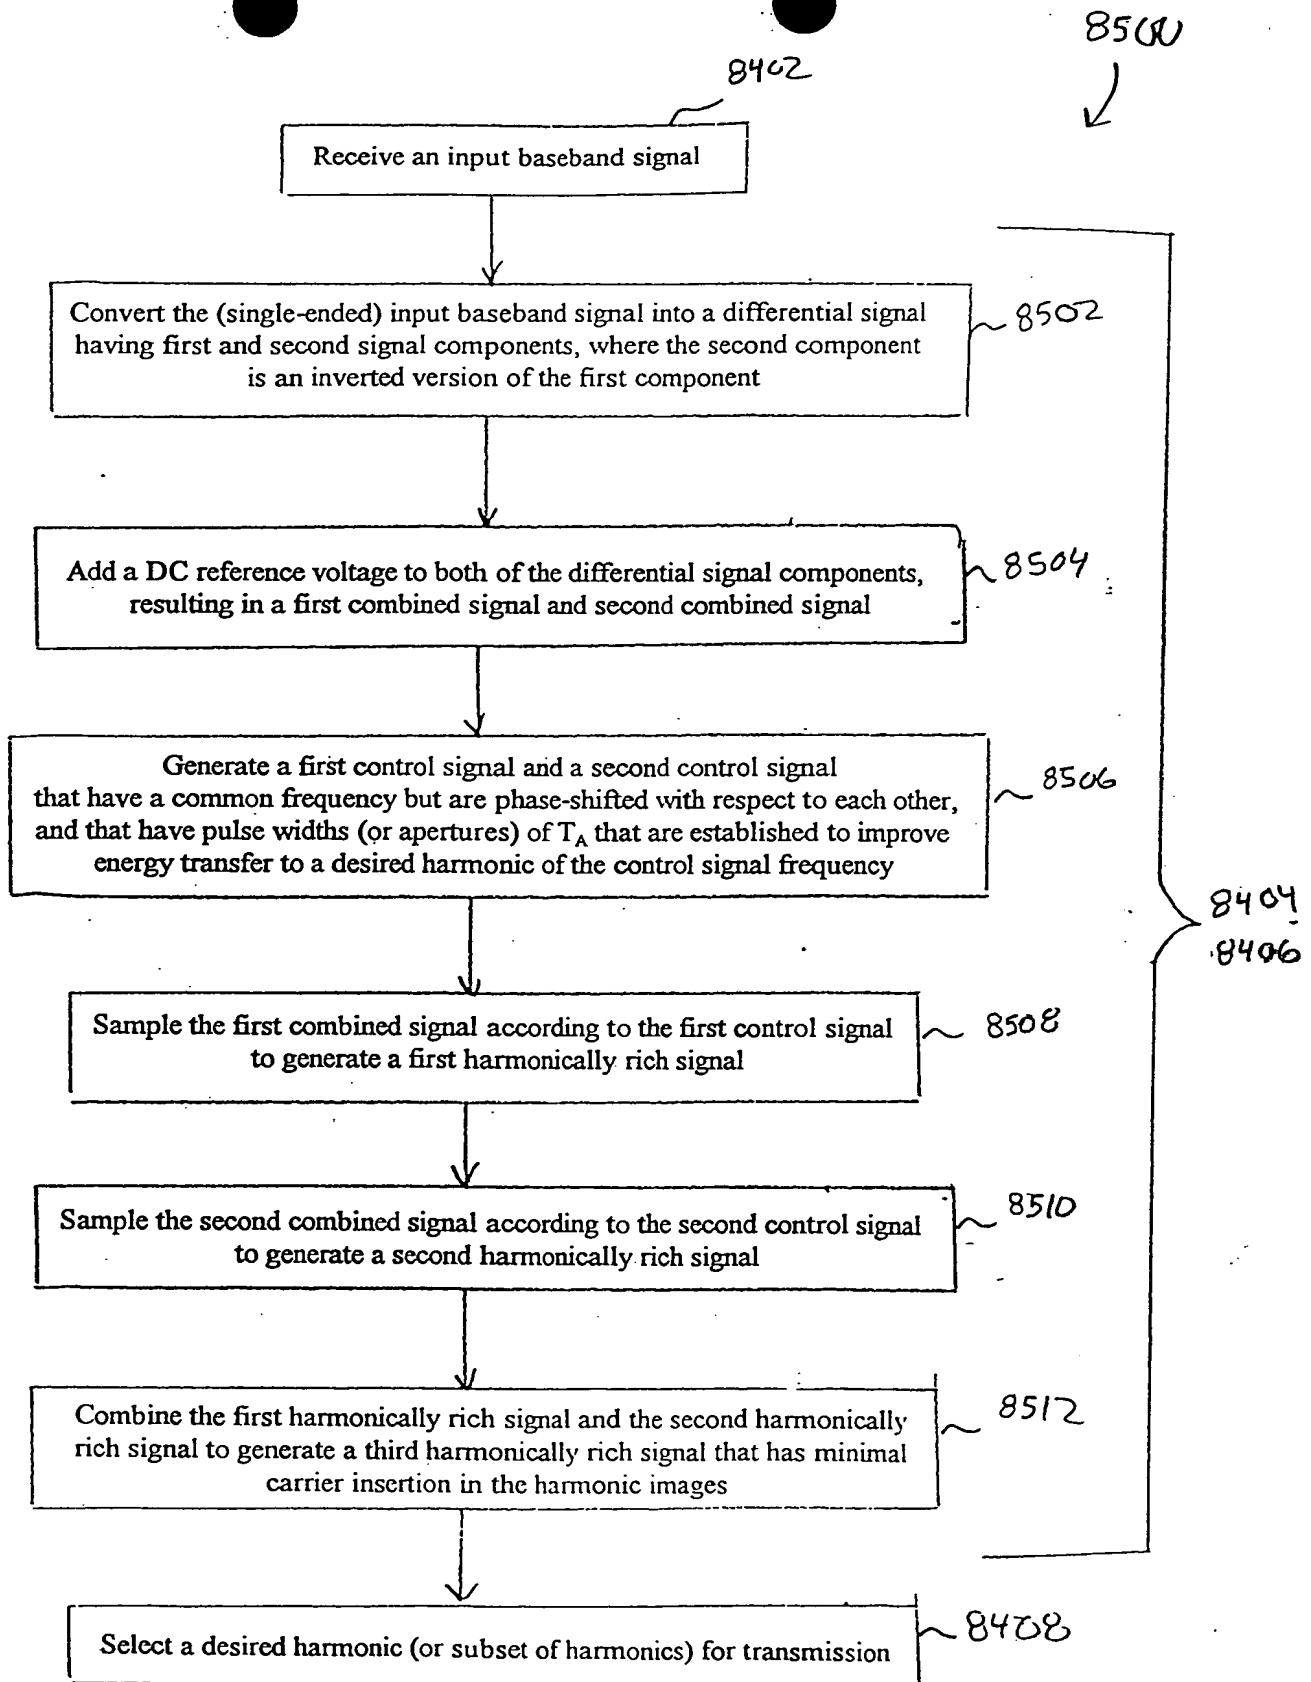 8500
8402
Receive an input baseband signal
Convert the (single-ended) input baseband signal into a differential signal
having first and second signal components, where the second component
is an inverted version of the first component
8502
Add a DC reference voltage to both of the differential signal components,
resulting in a first combined signal and second combined signal
8504
Generate a first control signal and a second control signal
that have a common frequency but are phase-shifted with respect to each other,
and that have pulse widths (or apertures) of TA that are established to improve
energy transfer to a desired harmonic of the control signal frequency
8506
8404
8406
Sample the first combined signal according to the first control signal
to generate a first harmonically rich signal
8508
Sample the second combined signal according to the second control signal
to generate a second harmonically rich signal
8510
Combine the first harmonically rich signal and the second harmonically
rich signal to generate a third harmonically rich signal that has minimal
carrier insertion in the harmonic images
8512
Select a desired harmonic (or subset of harmonics) for transmission
8408